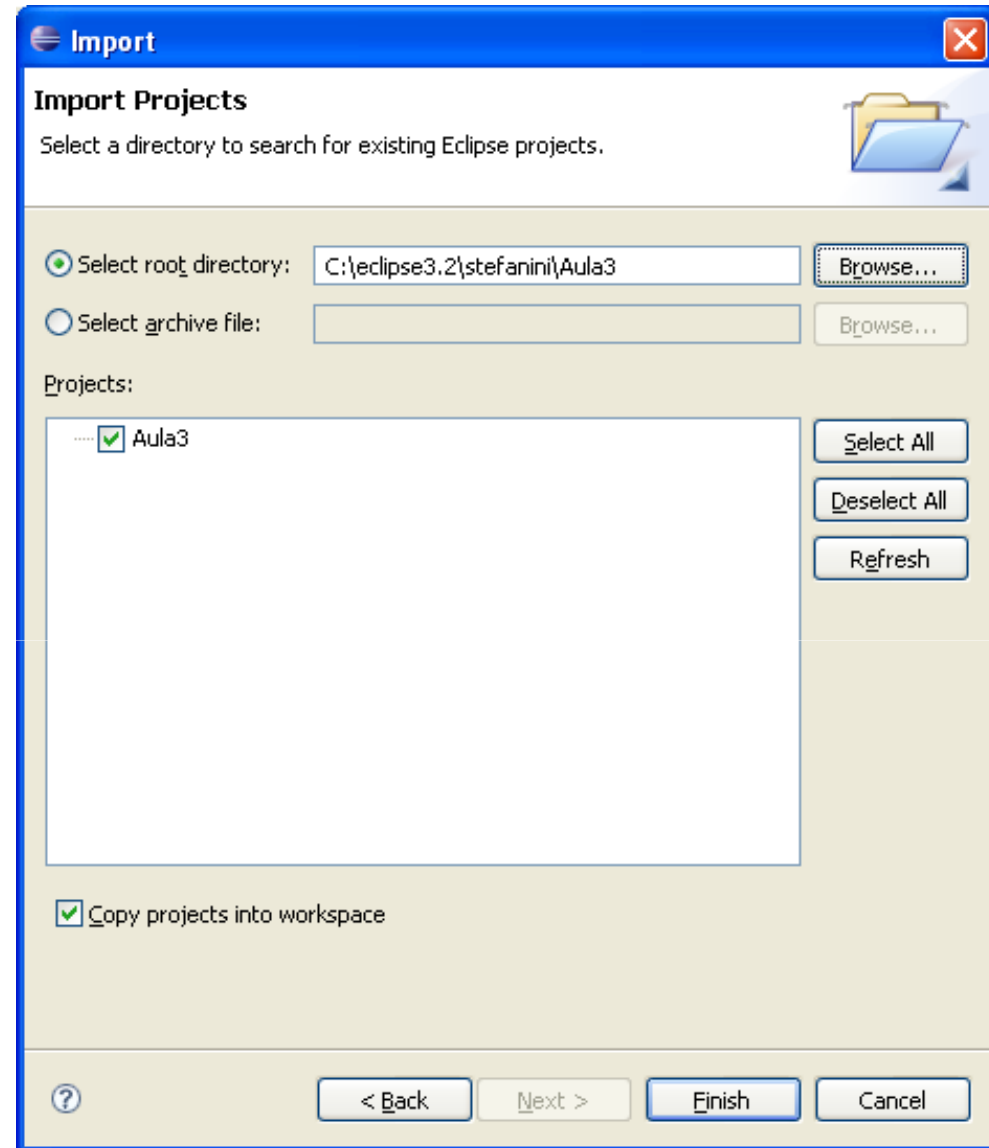 Import
Import Projects
Select a directory to search for existing Eclipse projects.
Select root directory: C:\eclipse3.2\stefanini\Aula3 Browse...
Select archive file: Browse...
Projects:
Aula3
Select All
Deselect All
Refresh
Copy projects into workspace
? < Back Next > Finish Cancel